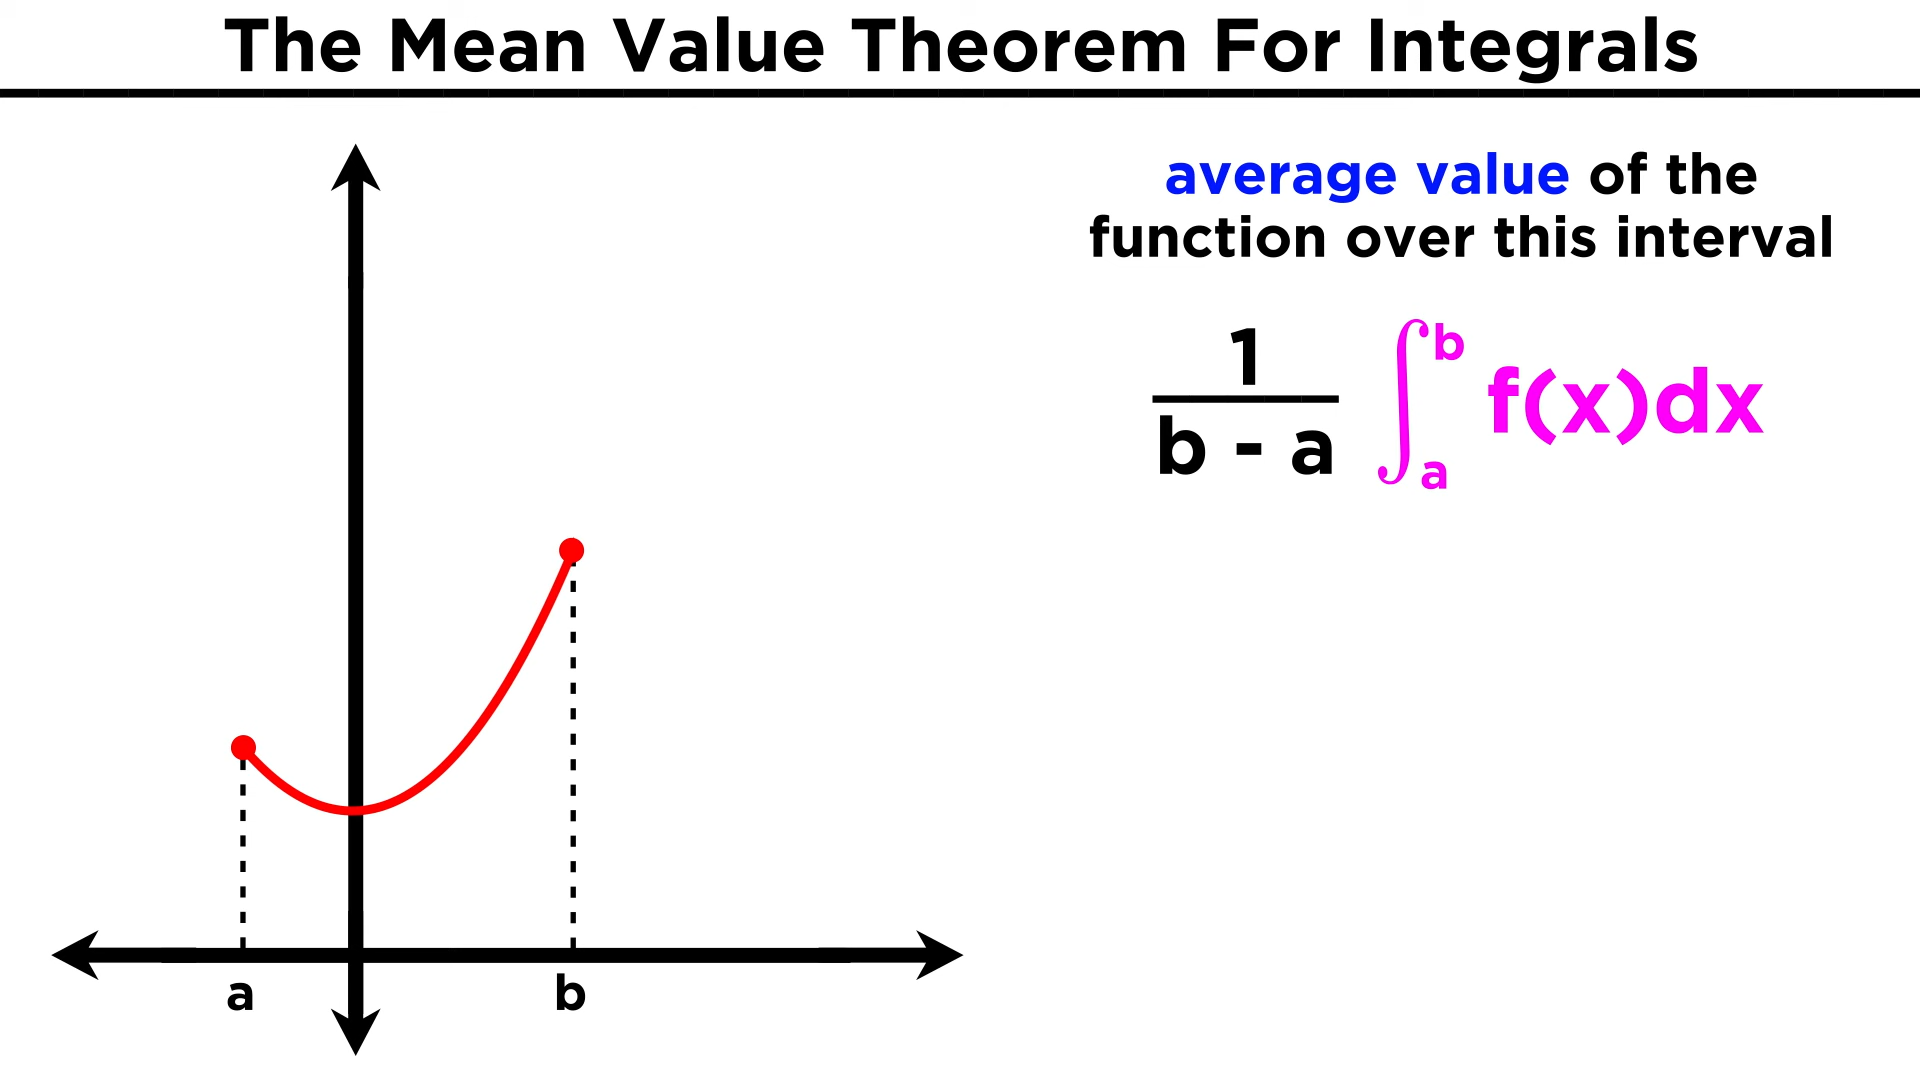 The Mean Value Theorem For Integrals
average value of the
function over this interval
1
b - a
∫
b
a
f(x)dx
a
b